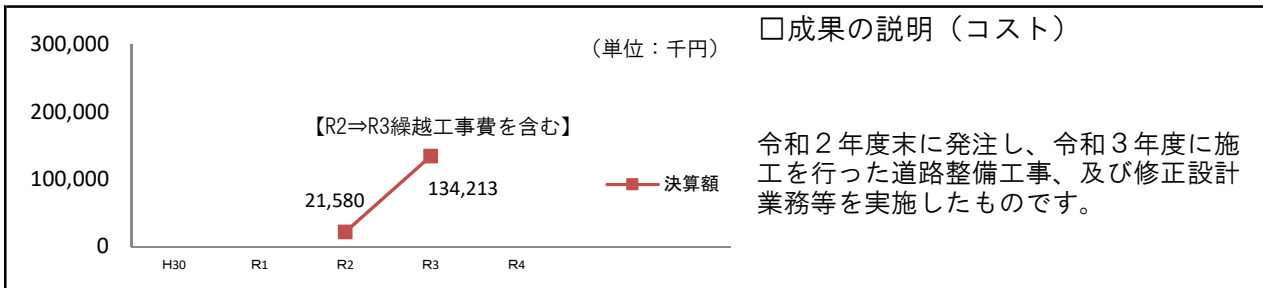 300,000
200,000
100,000
0
(単位：千円)
【R2⇒R3繰越工事費を含む】
21,580
134,213
決算額
H30
R1
R2
R3
R4
□成果の説明（コスト）
令和２年度末に発注し、令和３年度に施
工を行った道路整備工事、及び修正設計
業務等を実施したものです。